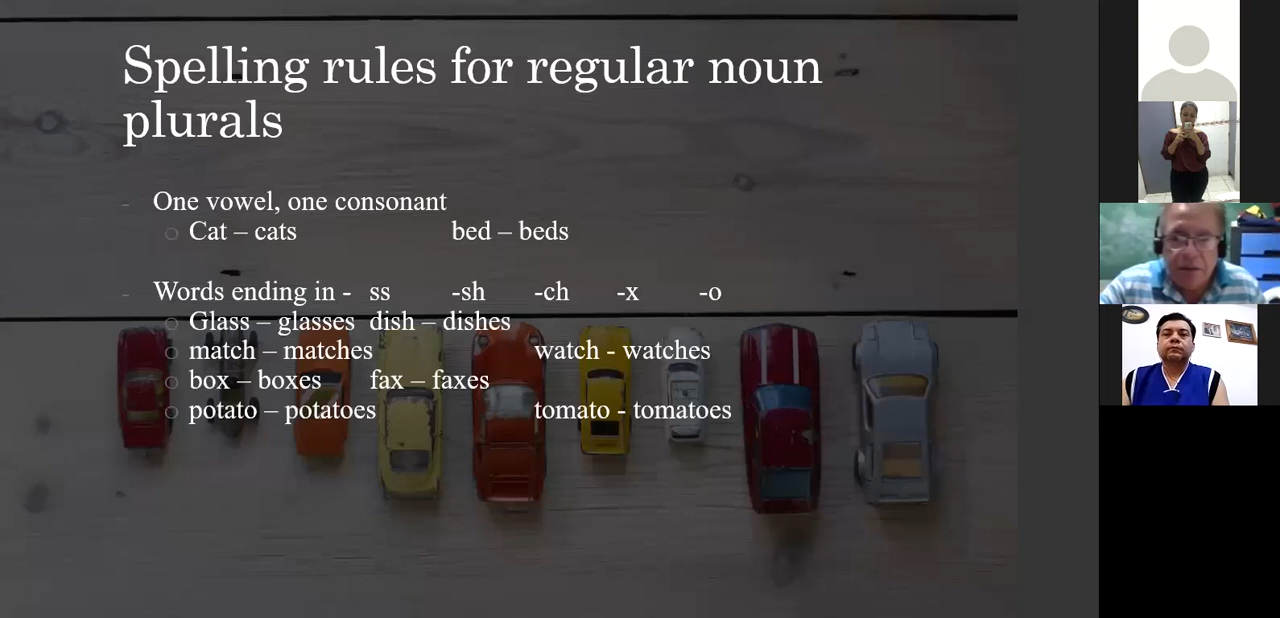 Spelling rules for regular noun
plurals
- One vowel, one consonant
Cat – cats bed – beds
- Words ending in - ss -sh -ch -x -o
Glass – glasses dish – dishes
match – matches watch - watches
box – boxes fax – faxes
potato – potatoes tomato - tomatoes